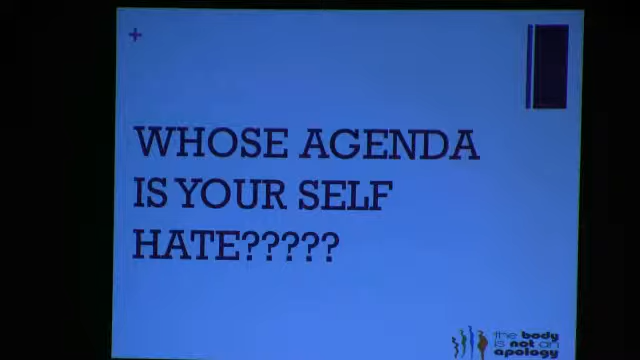 +
WHOSE AGENDA
IS YOUR SELF
HATE?????
the body
is not an
apology